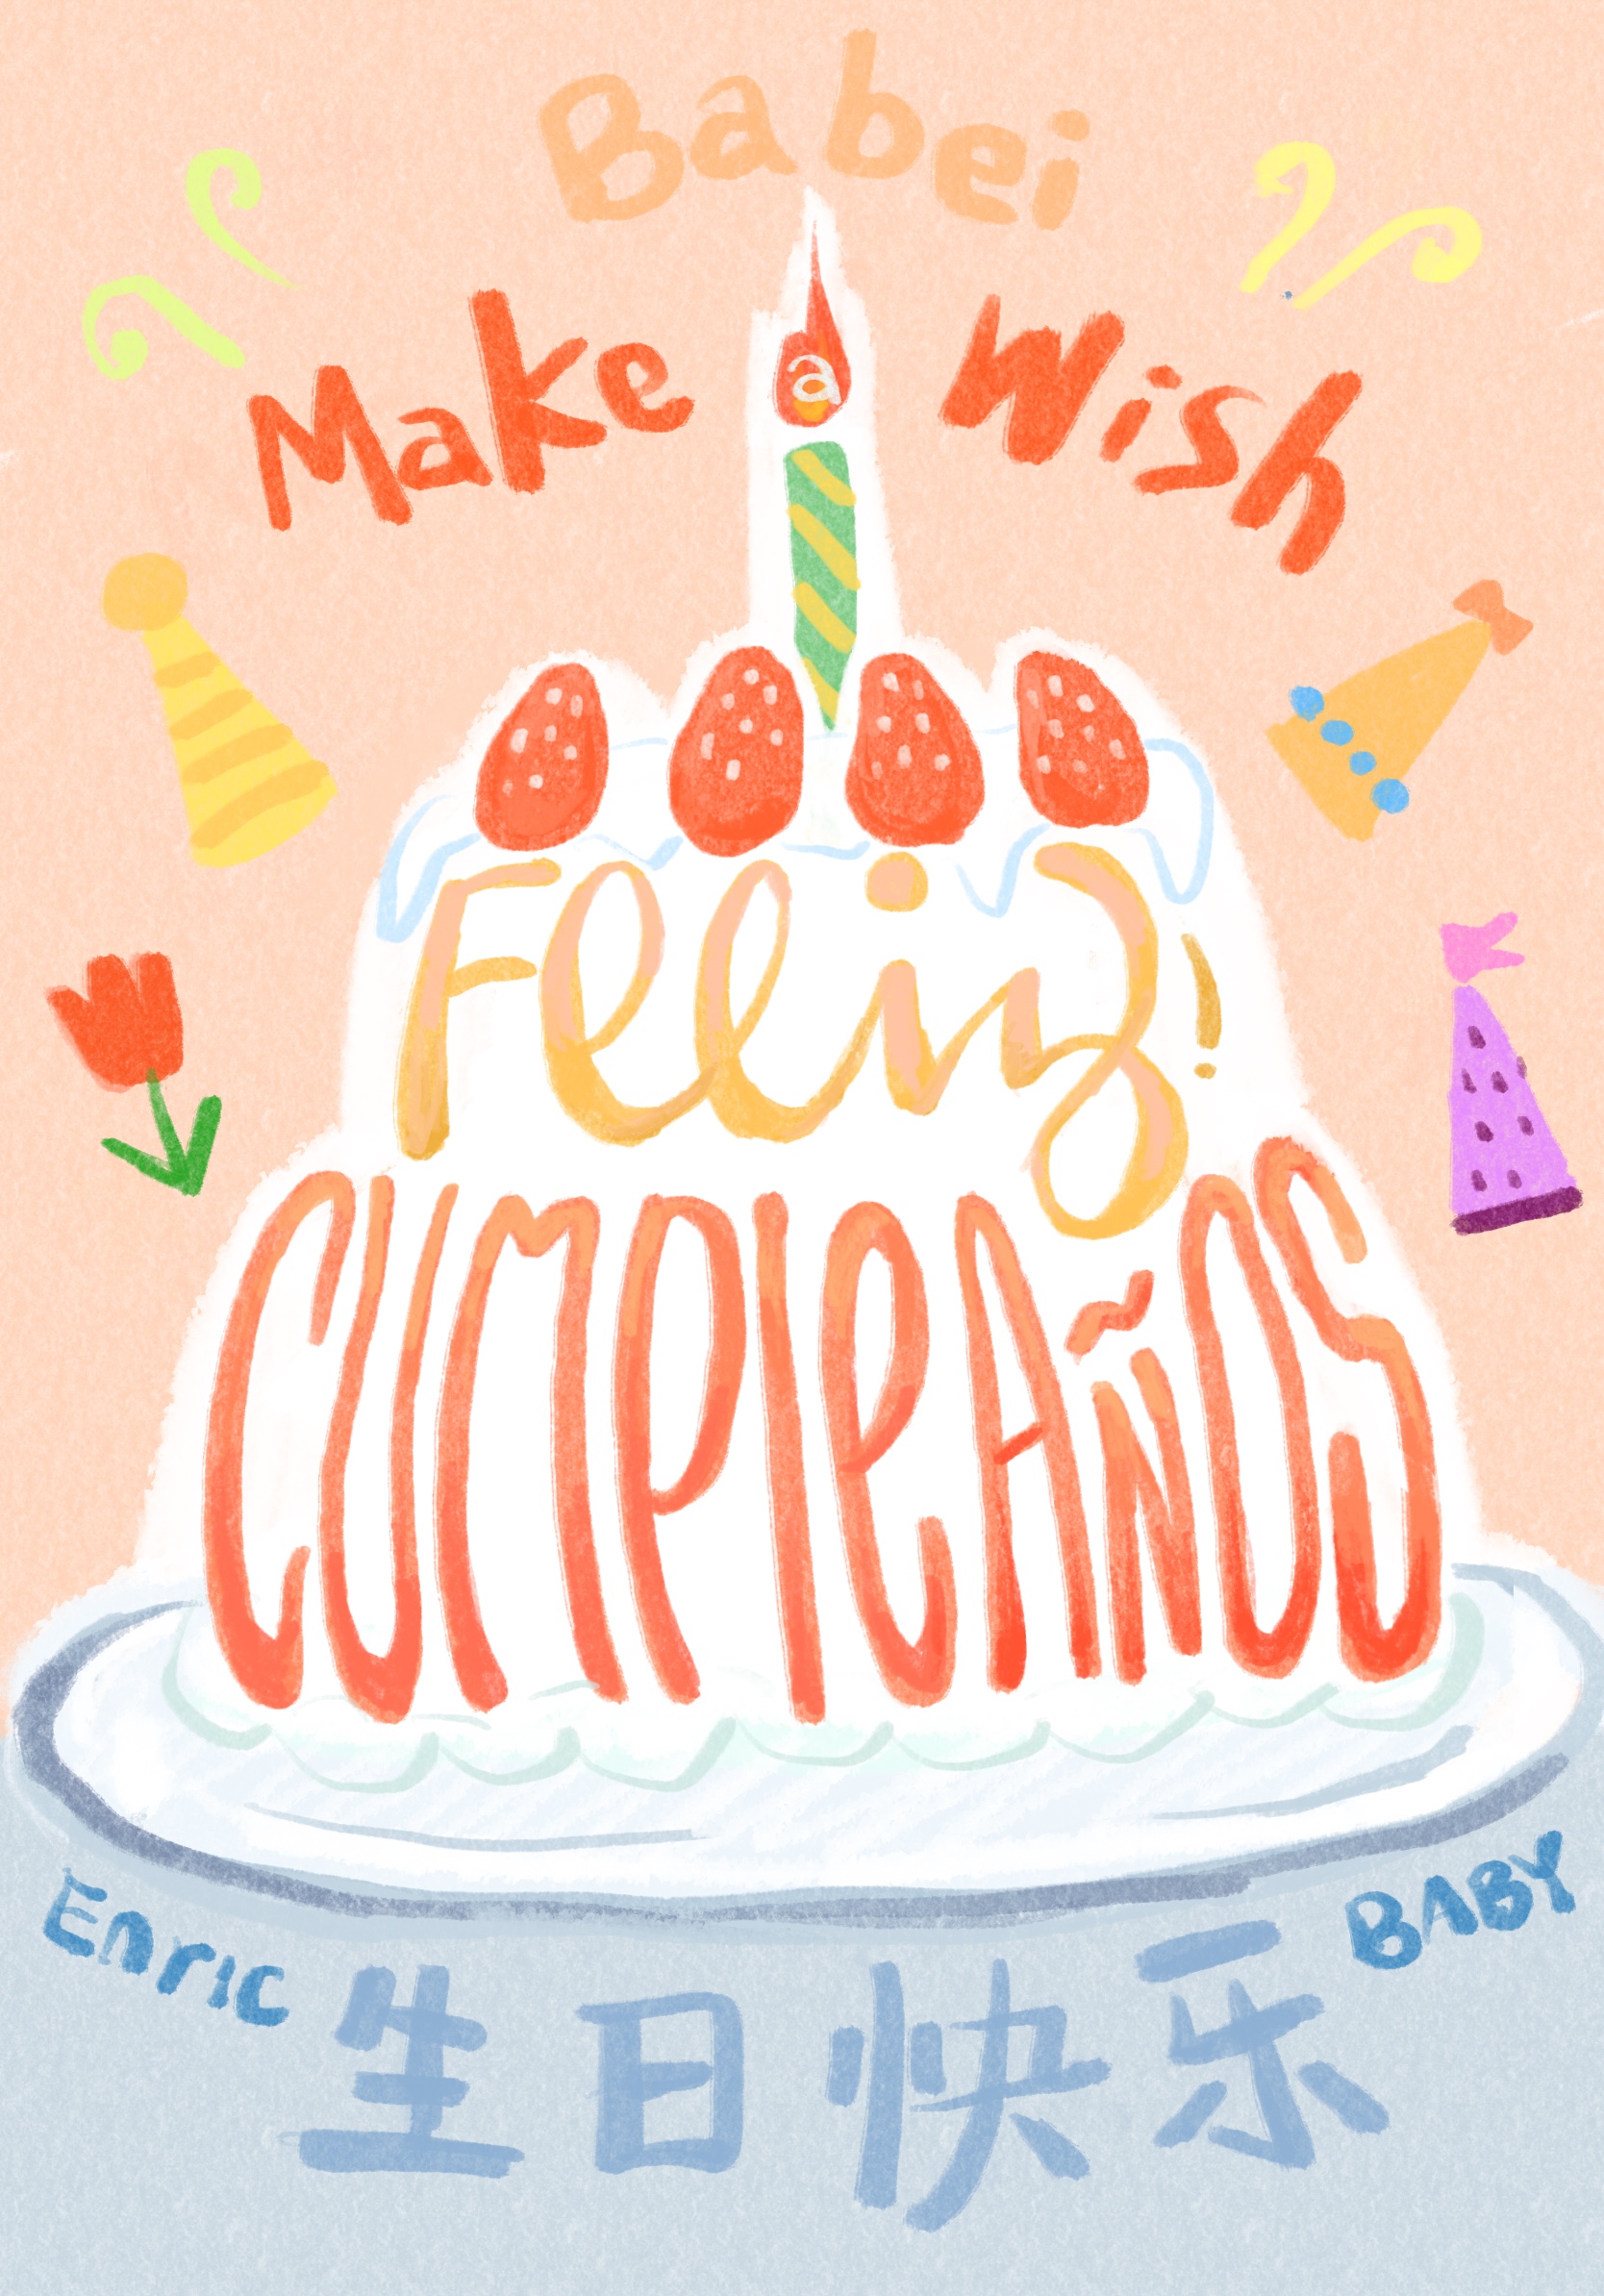 Babei
Make a Wish
Feliz!
CUMPleAÑOS
Enric BABY
生日快乐